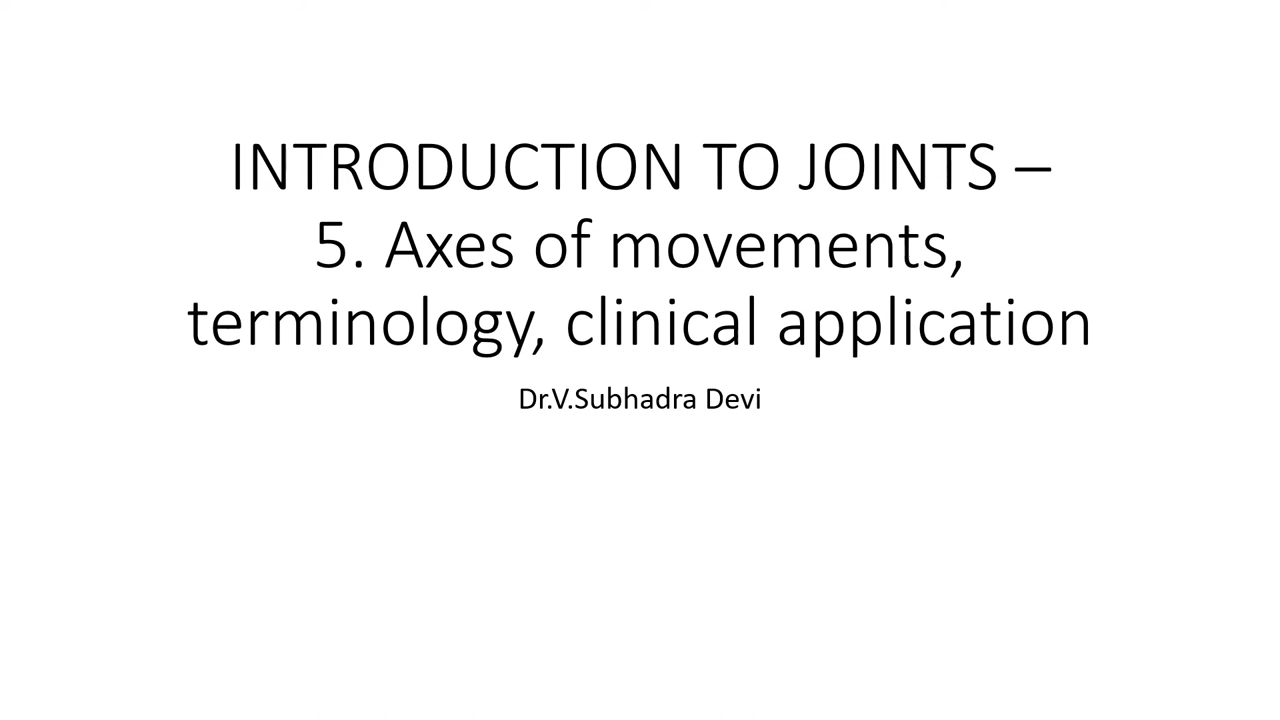 INTRODUCTION TO JOINTS –
5. Axes of movements,
terminology, clinical application
Dr.V.Subhadra Devi